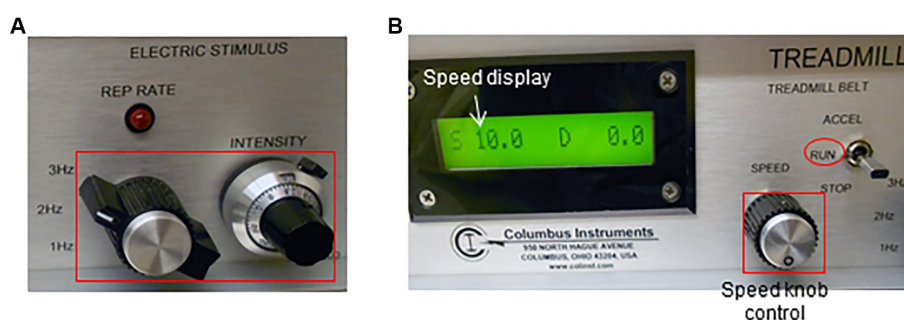 A
ELECTRIC STIMULUS
REP RATE
INTENSITY
3Hz
2Hz
1Hz
B
Speed display
S 10.0 D 0.0
TREADMILL
TREADMILL BELT
ACCEL
RUN
SPEED
STOP
3H
2Hz
1Hz
Columbus Instruments
950 NORTH HAGUE AVENUE
COLUMBUS, OHIO 43204, USA
www.colinst.com
Speed knob
control